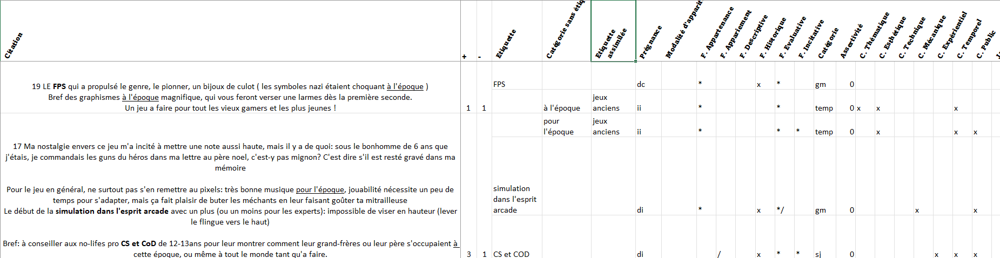 Citation + - Etiquette Catégorie sans étiq Etiquette assimilée Prégnance Modalité d'apparit F. Appartenance F. Appariement F. Descriptive F. Historique F. Evaluative F. Incitative Catégorie Assertivité C. Thématique C. Esthétique C. Technique C. Mécanique C. Expérientiel C. Temporel C. Public
19 LE FPS qui a propulsé le genre, le pionner, un bijoux de culot ( les symboles nazi étaient choquant à l'époque )
Bref des graphismes à l'époque magnifique, qui vous feront verser une larmes dès la première seconde.
Un jeu a faire pour tout les vieux gamers et les plus jeunes !
1 1
FPS dc * x * gm 0
à l'époque jeux anciens ii * * temp 0 x x x
17 Ma nostalgie envers ce jeu m'a incité à mettre une note aussi haute, mais il y a de quoi: sous le bonhomme de 6 ans que
j'étais, je commandais les guns du héros dans ma lettre au père noel, c'est-y pas mignon? C'est dire s'il est resté gravé dans ma
mémoire
Pour le jeu en général, ne surtout pas s'en remettre au pixels: très bonne musique pour l'époque, jouabilité nécessite un peu de
temps pour s'adapter, mais ça fait plaisir de buter les méchants en leur faisant goûter ta mitrailleuse
Le début de la simulation dans l'esprit arcade avec un plus (ou un moins pour les experts): impossible de viser en hauteur (lever
le flingue vers le haut)
Bref: à conseiller aux no-lifes pro CS et CoD de 12-13ans pour leur montrer comment leur grand-frères ou leur père s'occupaient à
cette époque, ou même à tout le monde tant qu'a faire.
3 1
pour l'époque jeux anciens ii * * * temp 0 x x x
simulation dans l'esprit arcade di * x */ gm 0 x x
CS et COD di / x * * sj 0 x x x